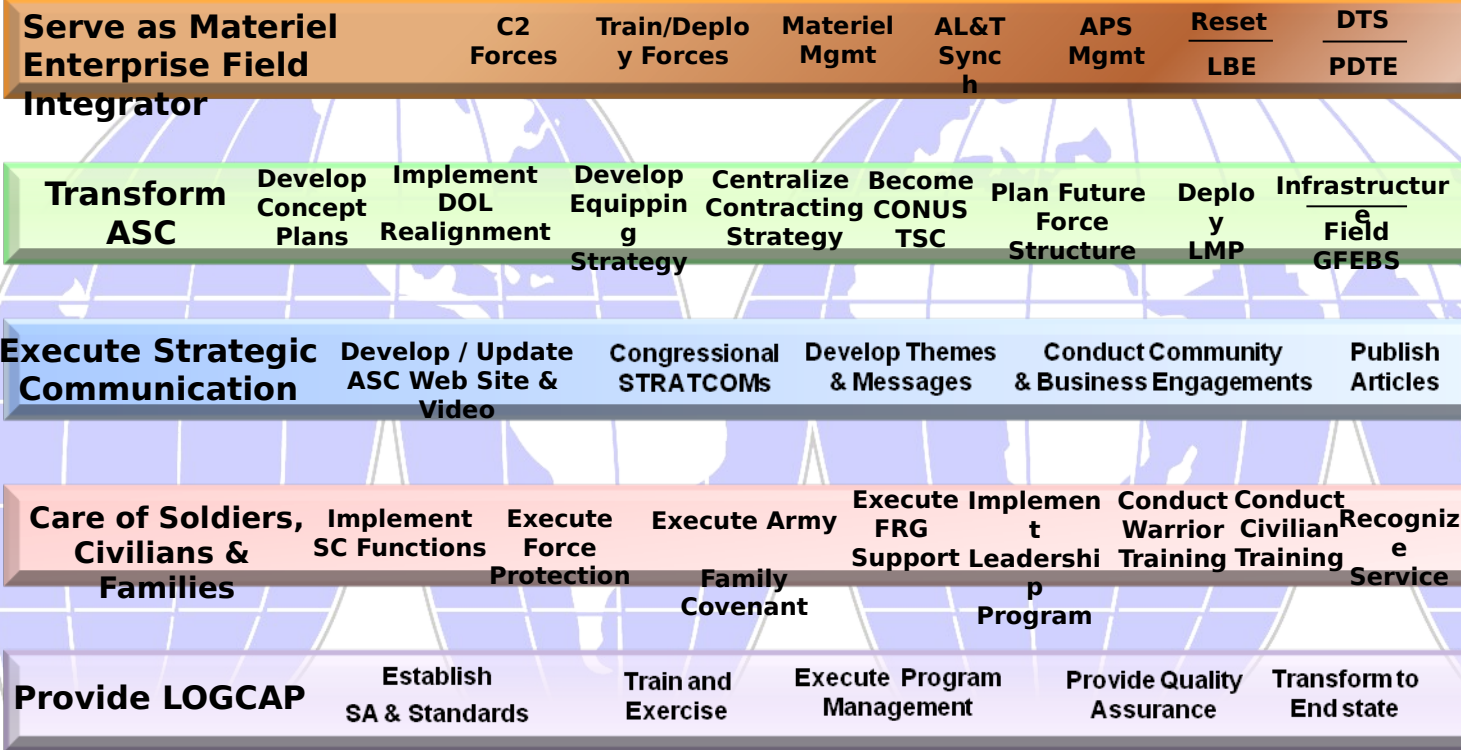 Serve as Materiel
Enterprise Field
Integrator
C2
Forces
Train/Deplo
y Forces
Materiel
Mgmt
AL&T
Sync
h
APS
Mgmt
Reset
LBE
DTS
PDTE
Transform
ASC
Develop
Concept
Plans
Implement
DOL
Realignment
Develop
Equippin
g
Strategy
Centralize
Contracting
Strategy
Become
CONUS
TSC
Plan Future
Force
Structure
Deplo
y
LMP
Infrastructur
e
Field
GFEBS
Execute Strategic
Communication
Develop / Update
ASC Web Site &
Video
Congressional
STRATCOMs
Develop Themes
& Messages
Conduct Community
& Business Engagements
Publish
Articles
Care of Soldiers,
Civilians &
Families
Implement
SC Functions
Execute
Force
Protection
Execute Army
Family
Covenant
Execute
FRG
Support
Implemen
t
Leadershi
p
Program
Conduct
Warrior
Training
Conduct
Civilian
Training
Recogniz
e
Service
Provide LOGCAP
Establish
SA & Standards
Train and
Exercise
Execute Program
Management
Provide Quality
Assurance
Transform to
End state